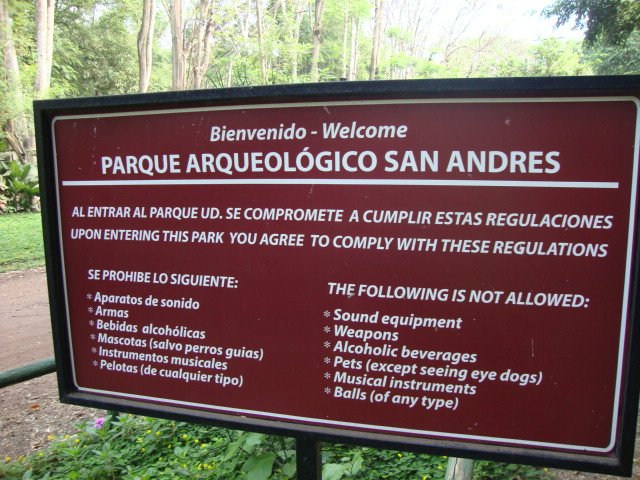 Bienvenido - Welcome
PARQUE ARQUEOLÓGICO SAN ANDRES
AL ENTRAR AL PARQUE UD. SE COMPROMETE A CUMPLIR ESTAS REGULACIONES
UPON ENTERING THIS PARK YOU AGREE TO COMPLY WITH THESE REGULATIONS
SE PROHIBE LO SIGUIENTE:
* Aparatos de sonido
* Armas
* Bebidas alcohólicas
* Mascotas (salvo perros guias)
* Instrumentos musicales
* Pelotas (de cualquier tipo)
THE FOLLOWING IS NOT ALLOWED:
* Sound equipment
* Weapons
* Alcoholic beverages
* Pets (except seeing eye dogs)
* Musical instruments
* Balls (of any type)